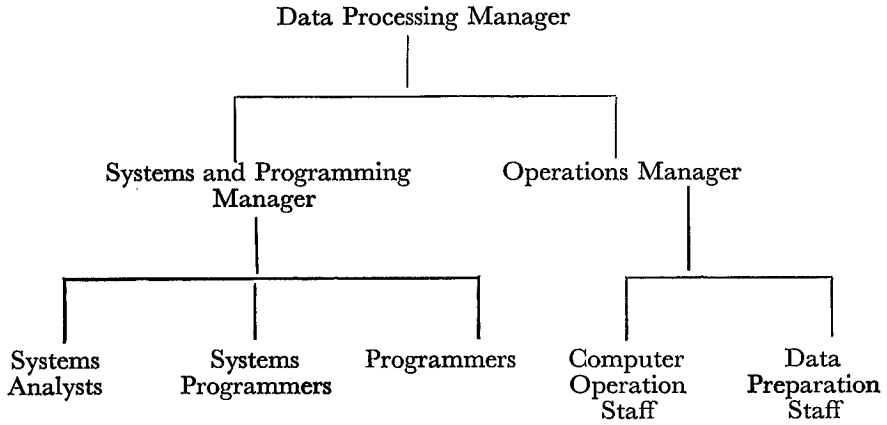 Data Processing Manager
Systems and Programming
Manager
Operations Manager
Systems
Analysts
Systems
Programmers
Programmers
Computer
Operation
Staff
Data
Preparation
Staff